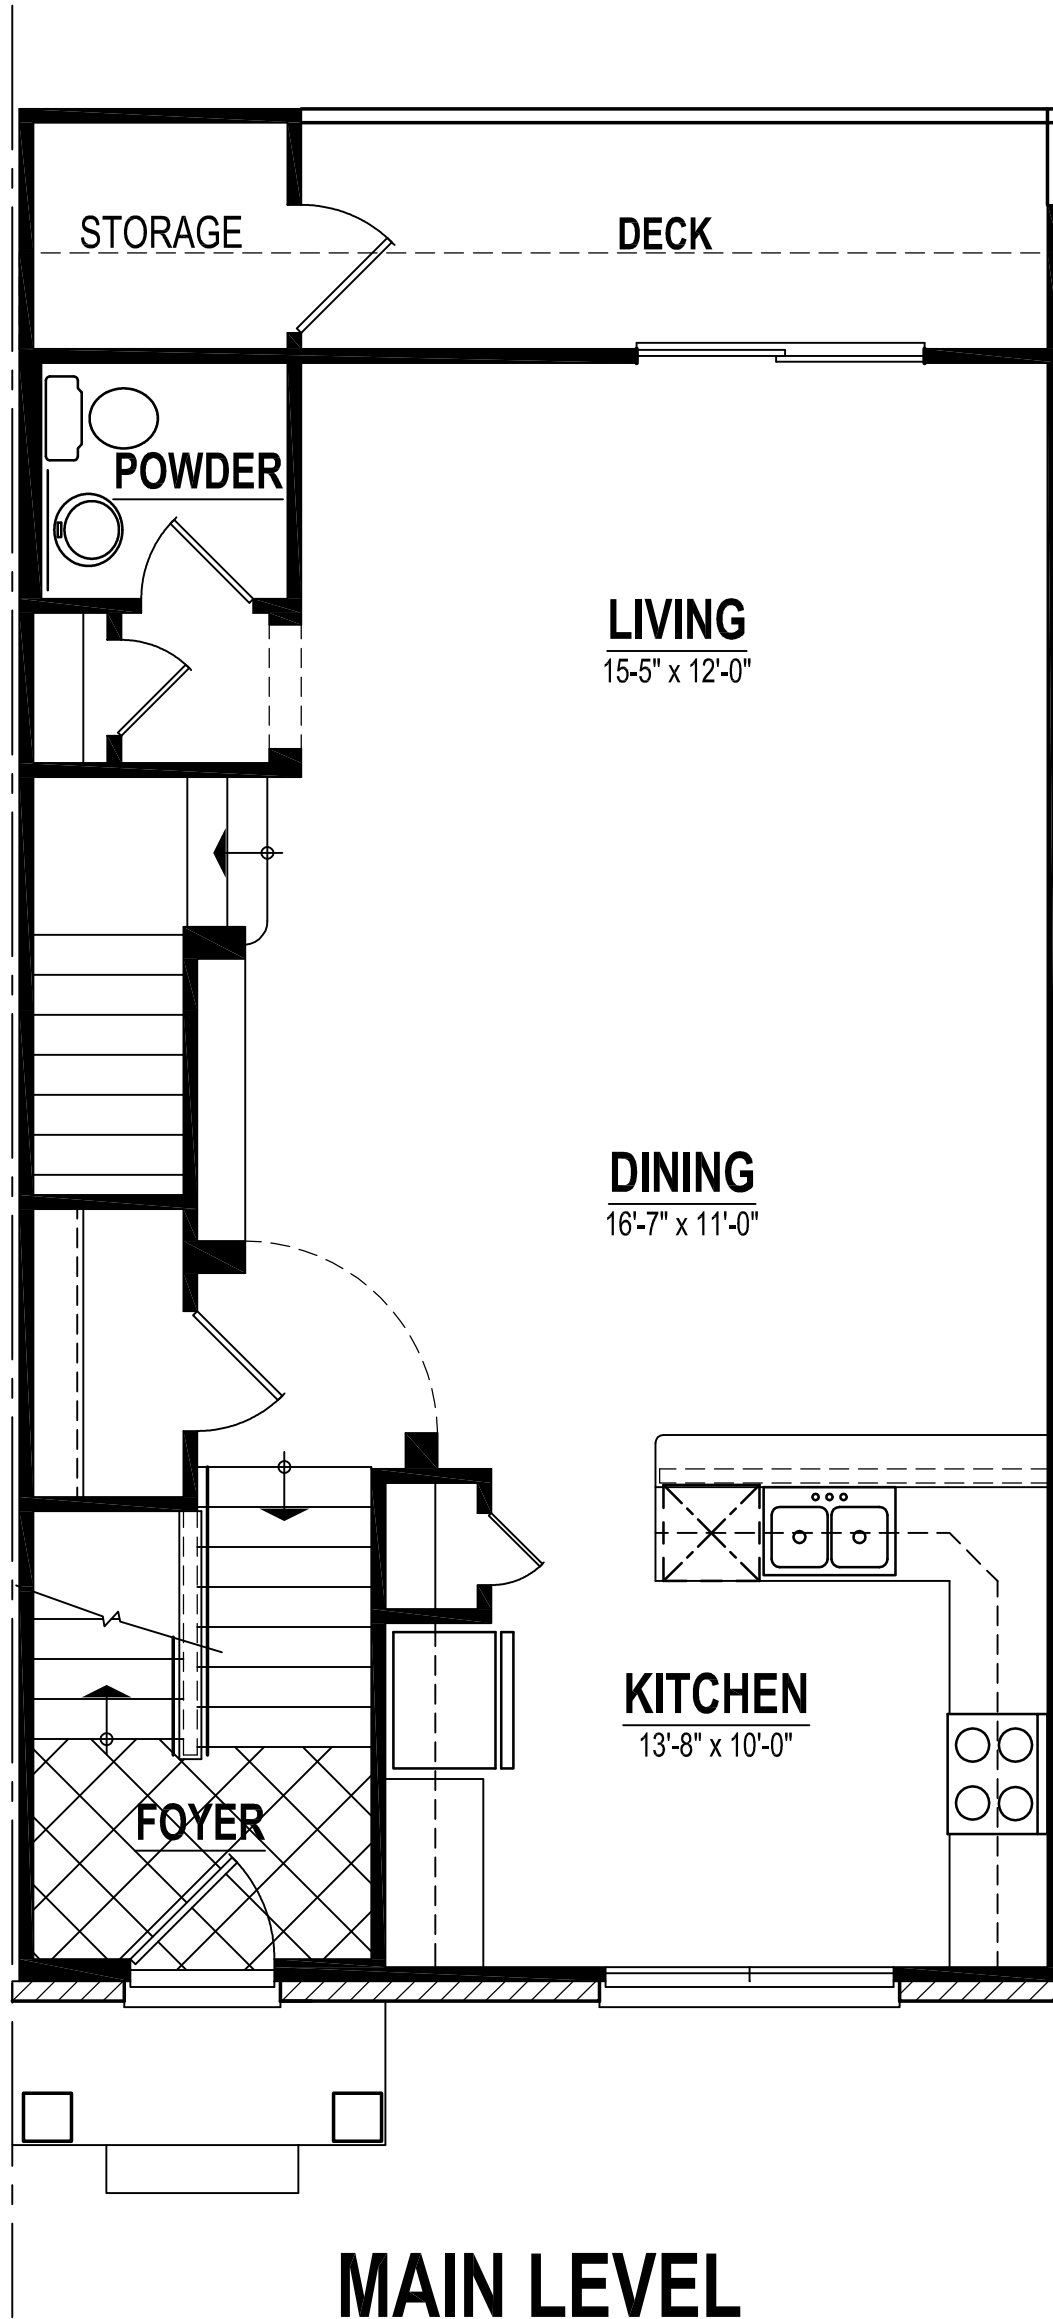 STORAGE
DECK
POWDER
LIVING
15-5" x 12'-0"
DINING
16'-7" x 11'-0"
KITCHEN
13'-8" x 10'-0"
FOYER
MAIN LEVEL